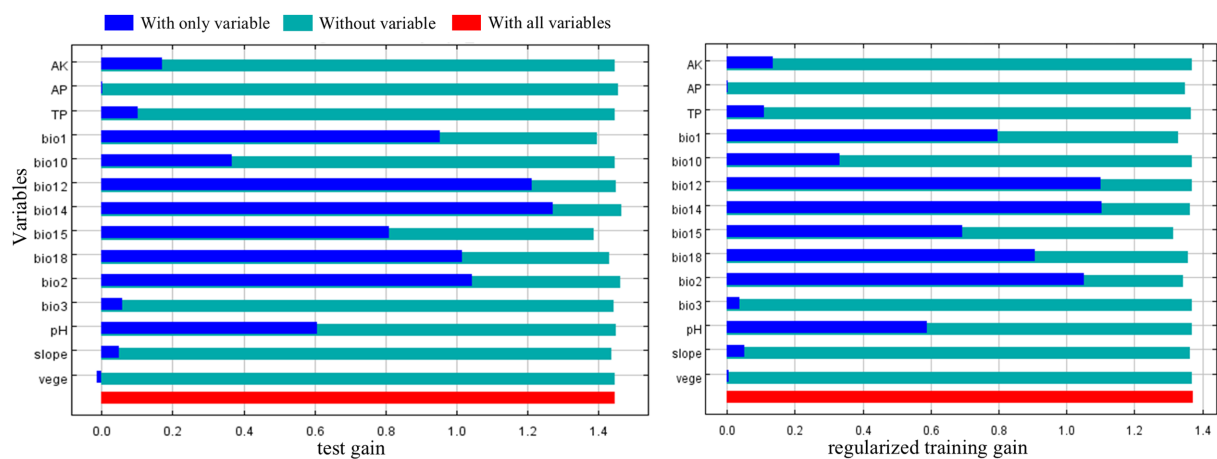 With only variable Without variable With all variables
Variables
AK
AP
TP
bio1
bio10
bio12
bio14
bio15
bio18
bio2
bio3
pH
slope
vege
0.0 0.2 0.4 0.6 0.8 1.0 1.2 1.4
test gain
AK
AP
TP
bio1
bio10
bio12
bio14
bio15
bio18
bio2
bio3
pH
slope
vege
0.0 0.2 0.4 0.6 0.8 1.0 1.2 1.4
regularized training gain